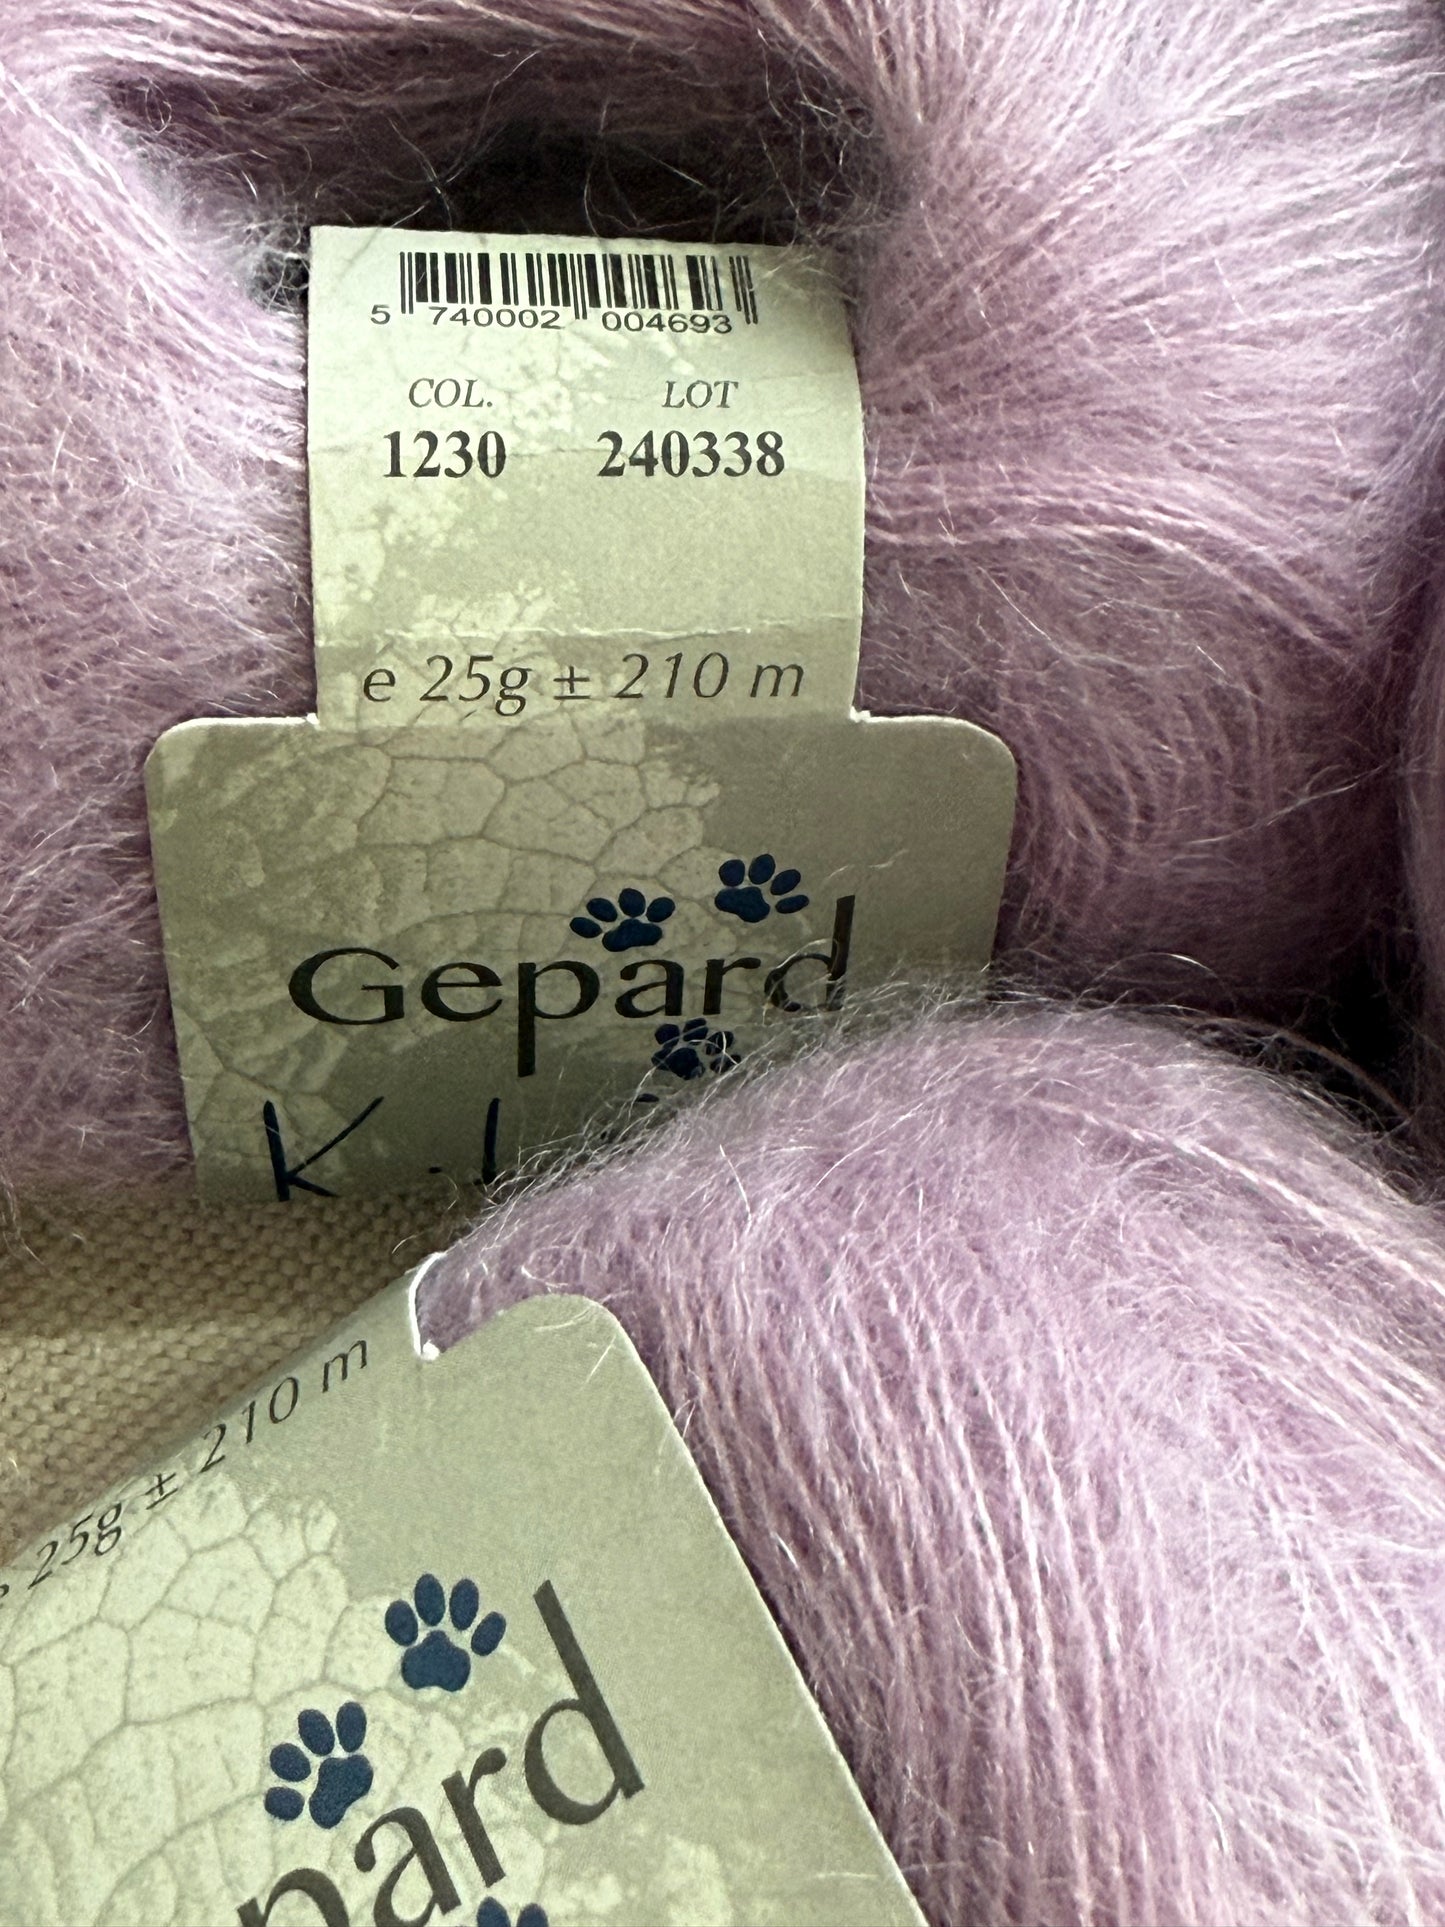 5 740002 004693
COL. LOT
1230 240338
e 25g ± 210 m
Gepard
25g ± 210 m
pard